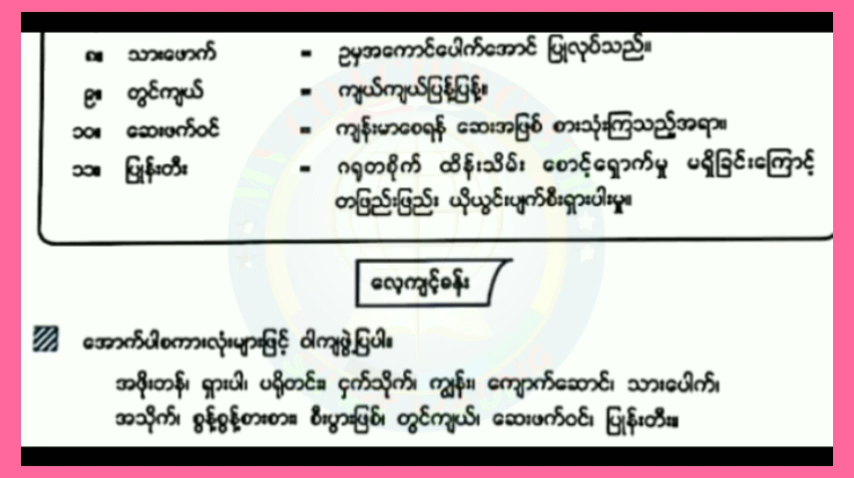 ၈။ သားဖောက် = ဥမှအကောင်ပေါက်အောင် ပြုလုပ်သည်။
၉။ တွင်ကျယ် = ကျယ်ကျယ်ပြန့်ပြန့်။
၁၀။ ဆေးဖက်ဝင် = ကျန်းမာစေရန် ဆေးအဖြစ် စားသုံးကြသည့်အရာ။
၁၁။ ပြုန်းတီး = ဂရုတစိုက် ထိန်းသိမ်း စောင့်ရှောက်မှု မရှိခြင်းကြောင့်
တဖြည်းဖြည်း ယိုယွင်းပျက်စီးရှားပါးမှု။
လေ့ကျင့်ခန်း
အောက်ပါစကားလုံးများဖြင့် ဝါကျဖွဲ့ပြပါ။
အဖိုးတန်၊ ရှားပါး၊ ပရိုတင်း၊ ငှက်သိုက်၊ ကျွန်း၊ ကျောက်ဆောင်၊ သားပေါက်၊
အသိုက်၊ စွန့်စွန့်စားစား၊ စီးပွားဖြစ်၊ တွင်ကျယ်၊ ဆေးဖက်ဝင်၊ ပြုန်းတီး။